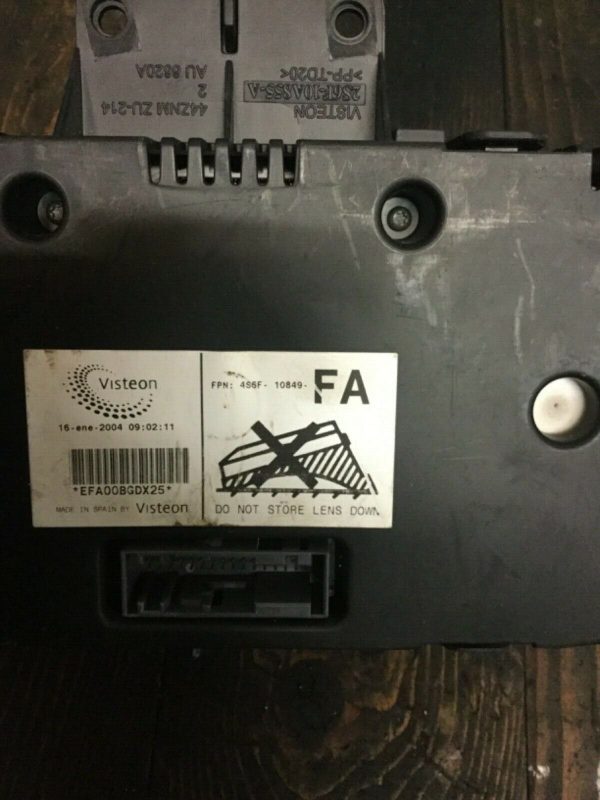 VISTEON
2S6F-10A855-A
>PP-TD20<
44ZNM ZU-214
2
AU 6820A
Visteon
16-ene-2004 09:02:11
*EFA00BGDX25*
MADE IN SPAIN BY Visteon
FPN: 4S6F- 10849- FA
DO NOT STORE LENS DOWN